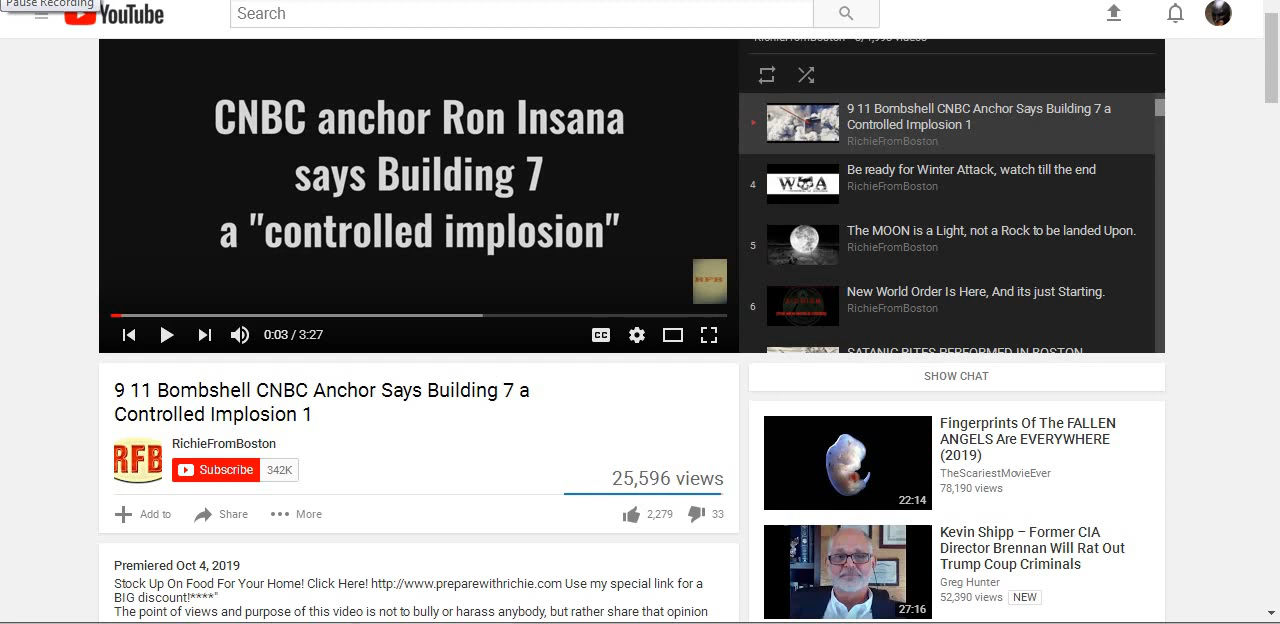 Pause Recording
YouTube
Search
CNBC anchor Ron Insana
says Building 7
a "controlled implosion"
RFB
0:03 / 3:27
CC
9 11 Bombshell CNBC Anchor Says Building 7 a
Controlled Implosion 1
RichieFromBoston
4
Be ready for Winter Attack, watch till the end
RichieFromBoston
5
The MOON is a Light, not a Rock to be landed Upon.
RichieFromBoston
6
New World Order Is Here, And its just Starting.
RichieFromBoston
SATANIC RITES PERFORMED IN BOSTON
9 11 Bombshell CNBC Anchor Says Building 7 a
Controlled Implosion 1
RFB
RichieFromBoston
Subscribe 342K
25,596 views
Add to Share More
2,279 33
Premiered Oct 4, 2019
Stock Up On Food For Your Home! Click Here! http://www.preparewithrichie.com Use my special link for a
BIG discount!****"
The point of views and purpose of this video is not to bully or harass anybody, but rather share that opinion
SHOW CHAT
Fingerprints Of The FALLEN
ANGELS Are EVERYWHERE
(2019)
TheScariestMovieEver
78,190 views
22:14
Kevin Shipp – Former CIA
Director Brennan Will Rat Out
Trump Coup Criminals
Greg Hunter
52,390 views NEW
27:16